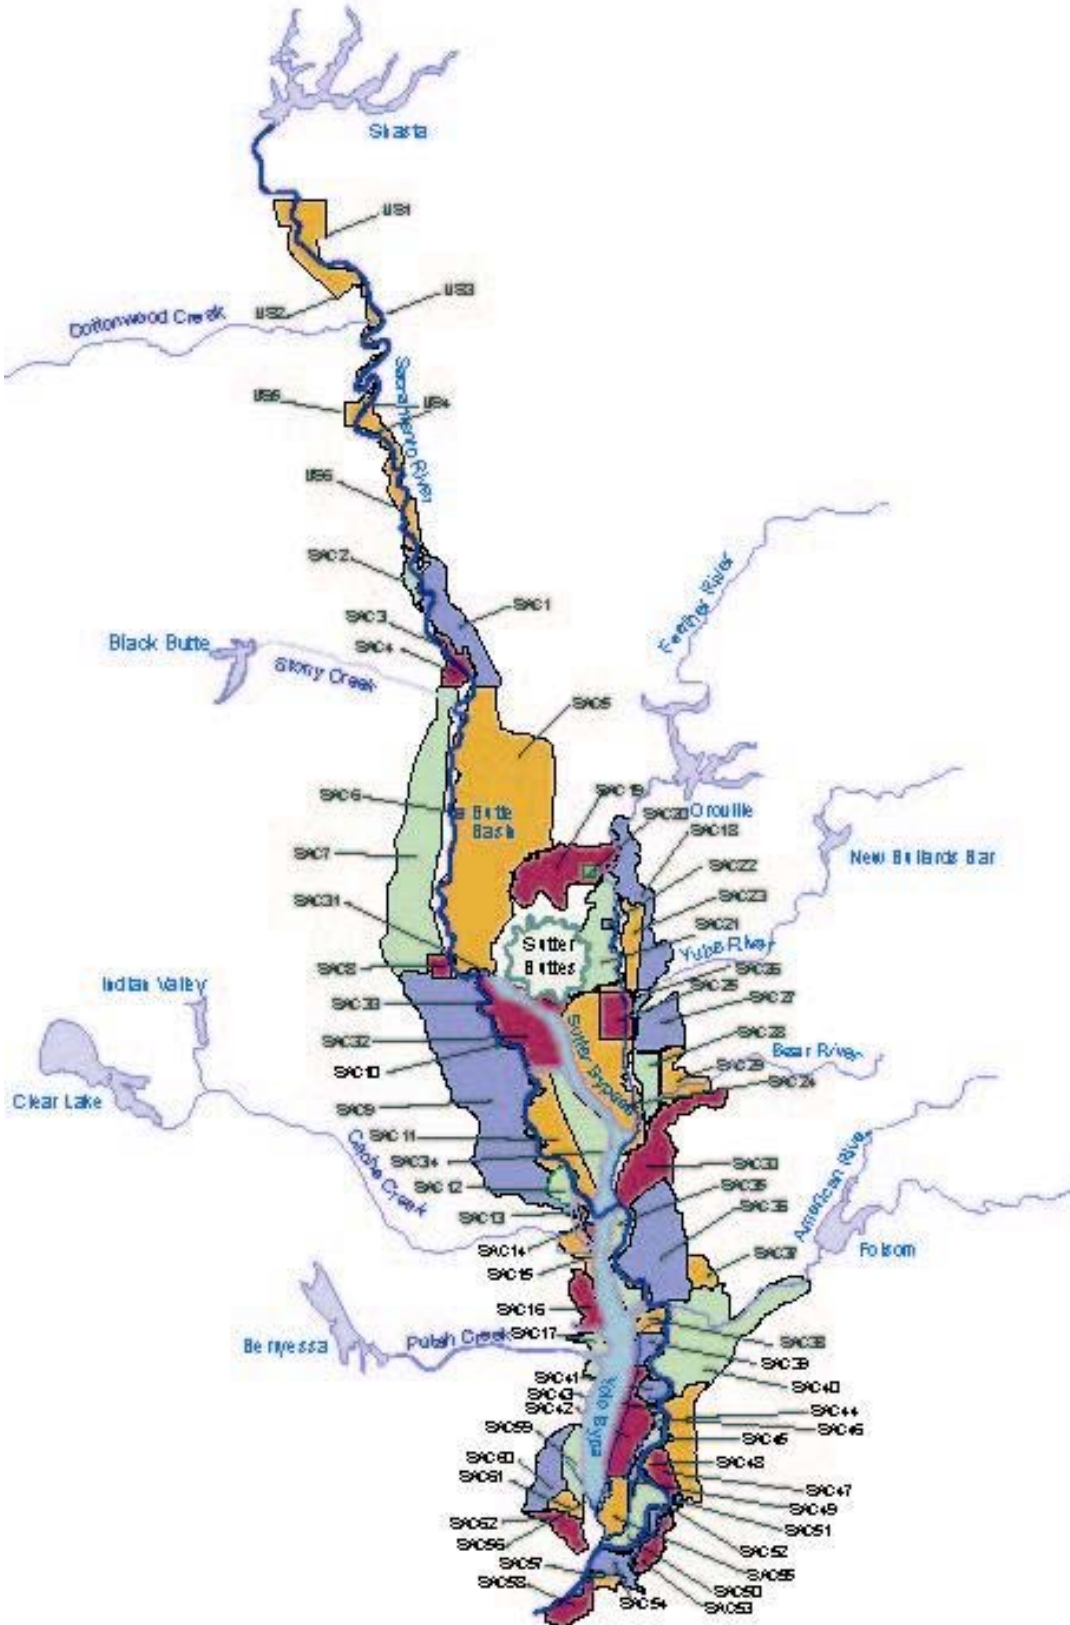 Shasta
US1
US3
US2
Cottonwood Creek
Sacramento River
US5
US4
US6
SAC2
SAC1
SAC3
SAC4
Feather River
Black Butte
Stony Creek
SAC5
SAC6
Butte
Basin
SAC19
SAC20
Oroville
SAC18
New Bullards Bar
SAC7
SAC22
SAC23
SAC31
SAC21
Yuba River
Sutter
Buttes
SAC8
SAC26
SAC25
Indian Valley
SAC27
SAC33
SAC28
Sutter Bypass
SAC32
Bear River
SAC29
SAC10
SAC24
Clear Lake
SAC9
Cache Creek
SAC11
SAC34
SAC30
American River
SAC12
SAC35
SAC13
SAC36
SAC14
SAC37
Folsom
SAC15
SAC16
SAC17
Berryessa
Putah Creek
SAC38
SAC39
SAC41
SAC40
SAC43
SAC42
Yolo Bypa
SAC44
SAC46
SAC59
SAC45
SAC60
SAC48
SAC61
SAC47
SAC49
SAC62
SAC51
SAC56
SAC52
SAC57
SAC55
SAC58
SAC50
SAC54
SAC53